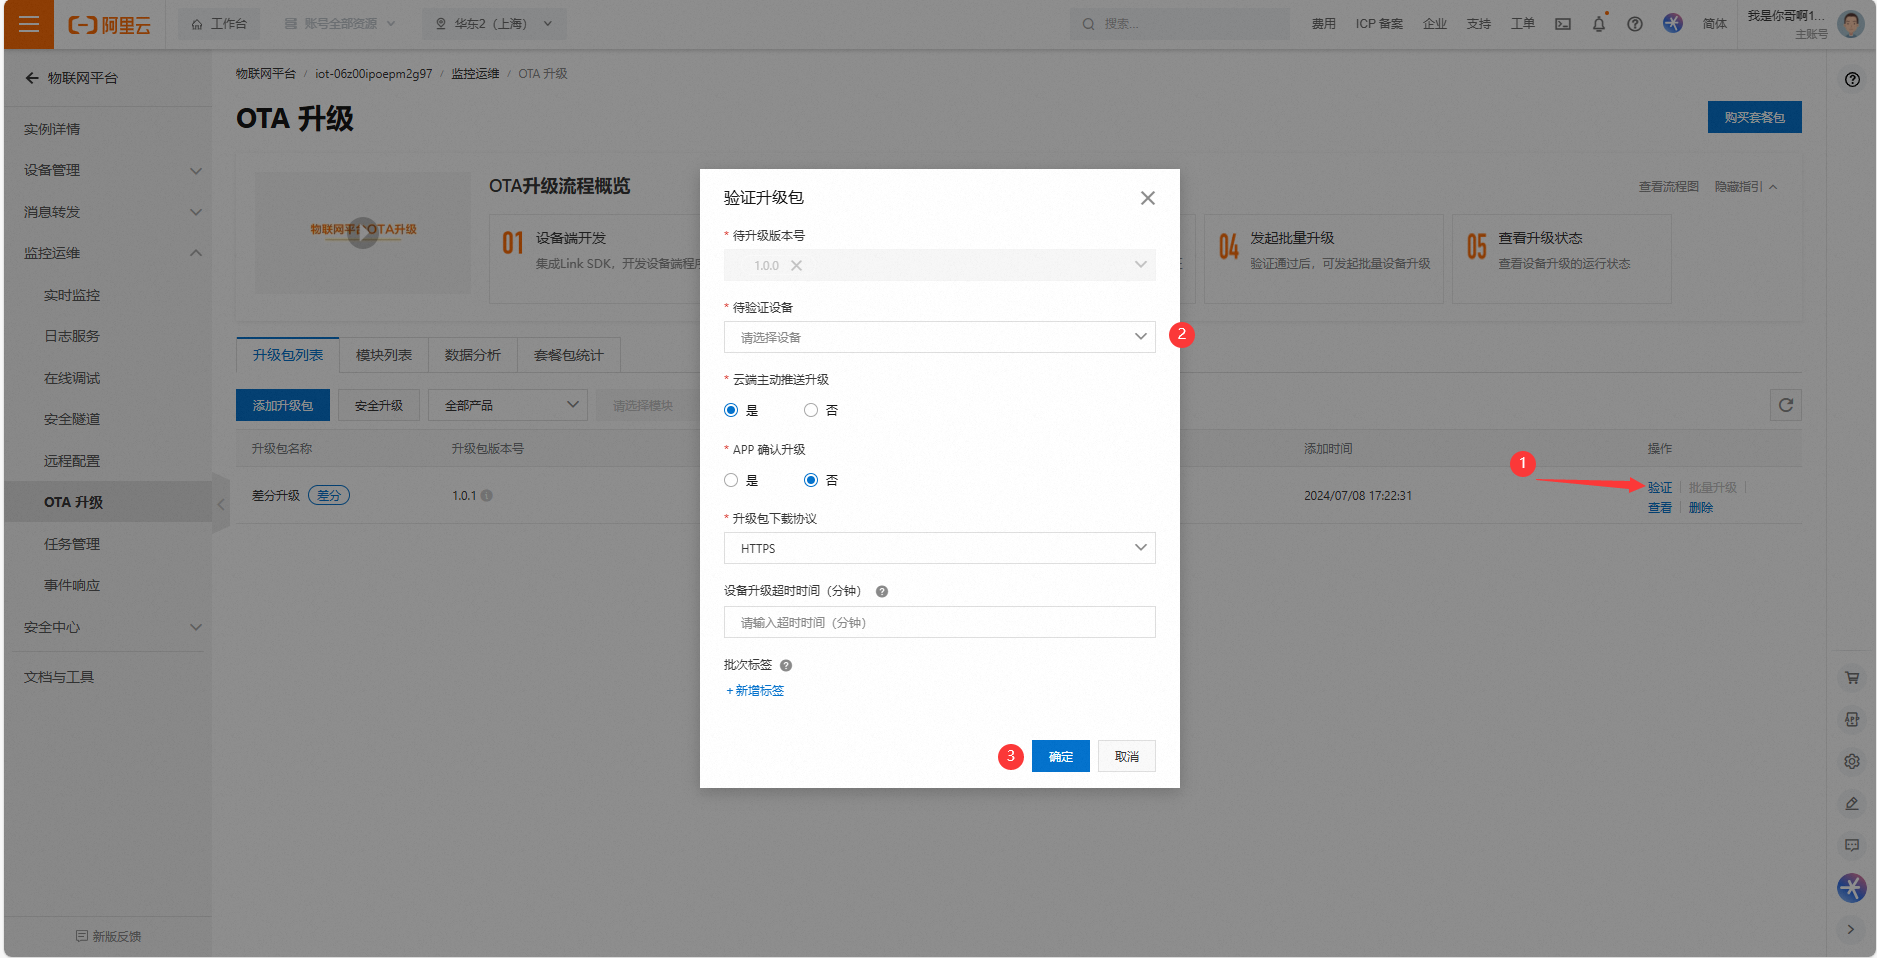 阿里云
工作台
账号全部资源
华东2（上海）
搜索...
费用
ICP 备案
企业
支持
工单
简体
我是你哥啊1...
主账号
物联网平台
物联网平台 / iot-06z00ipoepm2g97 / 监控运维 / OTA 升级
OTA 升级
购买套餐包
实例详情
设备管理
消息转发
监控运维
实时监控
日志服务
在线调试
安全隧道
远程配置
OTA 升级
任务管理
事件响应
安全中心
文档与工具
新版反馈
物联网平台OTA升级
OTA升级流程概览
查看流程图
隐藏指引
01
设备端开发
集成Link SDK，开发设备端程序
04
发起批量升级
验证通过后，可发起批量设备升级
05
查看升级状态
查看设备升级的运行状态
升级包列表
模块列表
数据分析
套餐包统计
添加升级包
安全升级
全部产品
请选择模块
升级包名称
升级包版本号
添加时间
操作
差分升级
差分
1.0.1
2024/07/08 17:22:31
验证
批量升级
查看
删除
1
验证升级包
* 待升级版本号
1.0.0
* 待验证设备
请选择设备
2
* 云端主动推送升级
是
否
* APP 确认升级
是
否
* 升级包下载协议
HTTPS
设备升级超时时间（分钟）
请输入超时时间（分钟）
批次标签
+新增标签
3
确定
取消